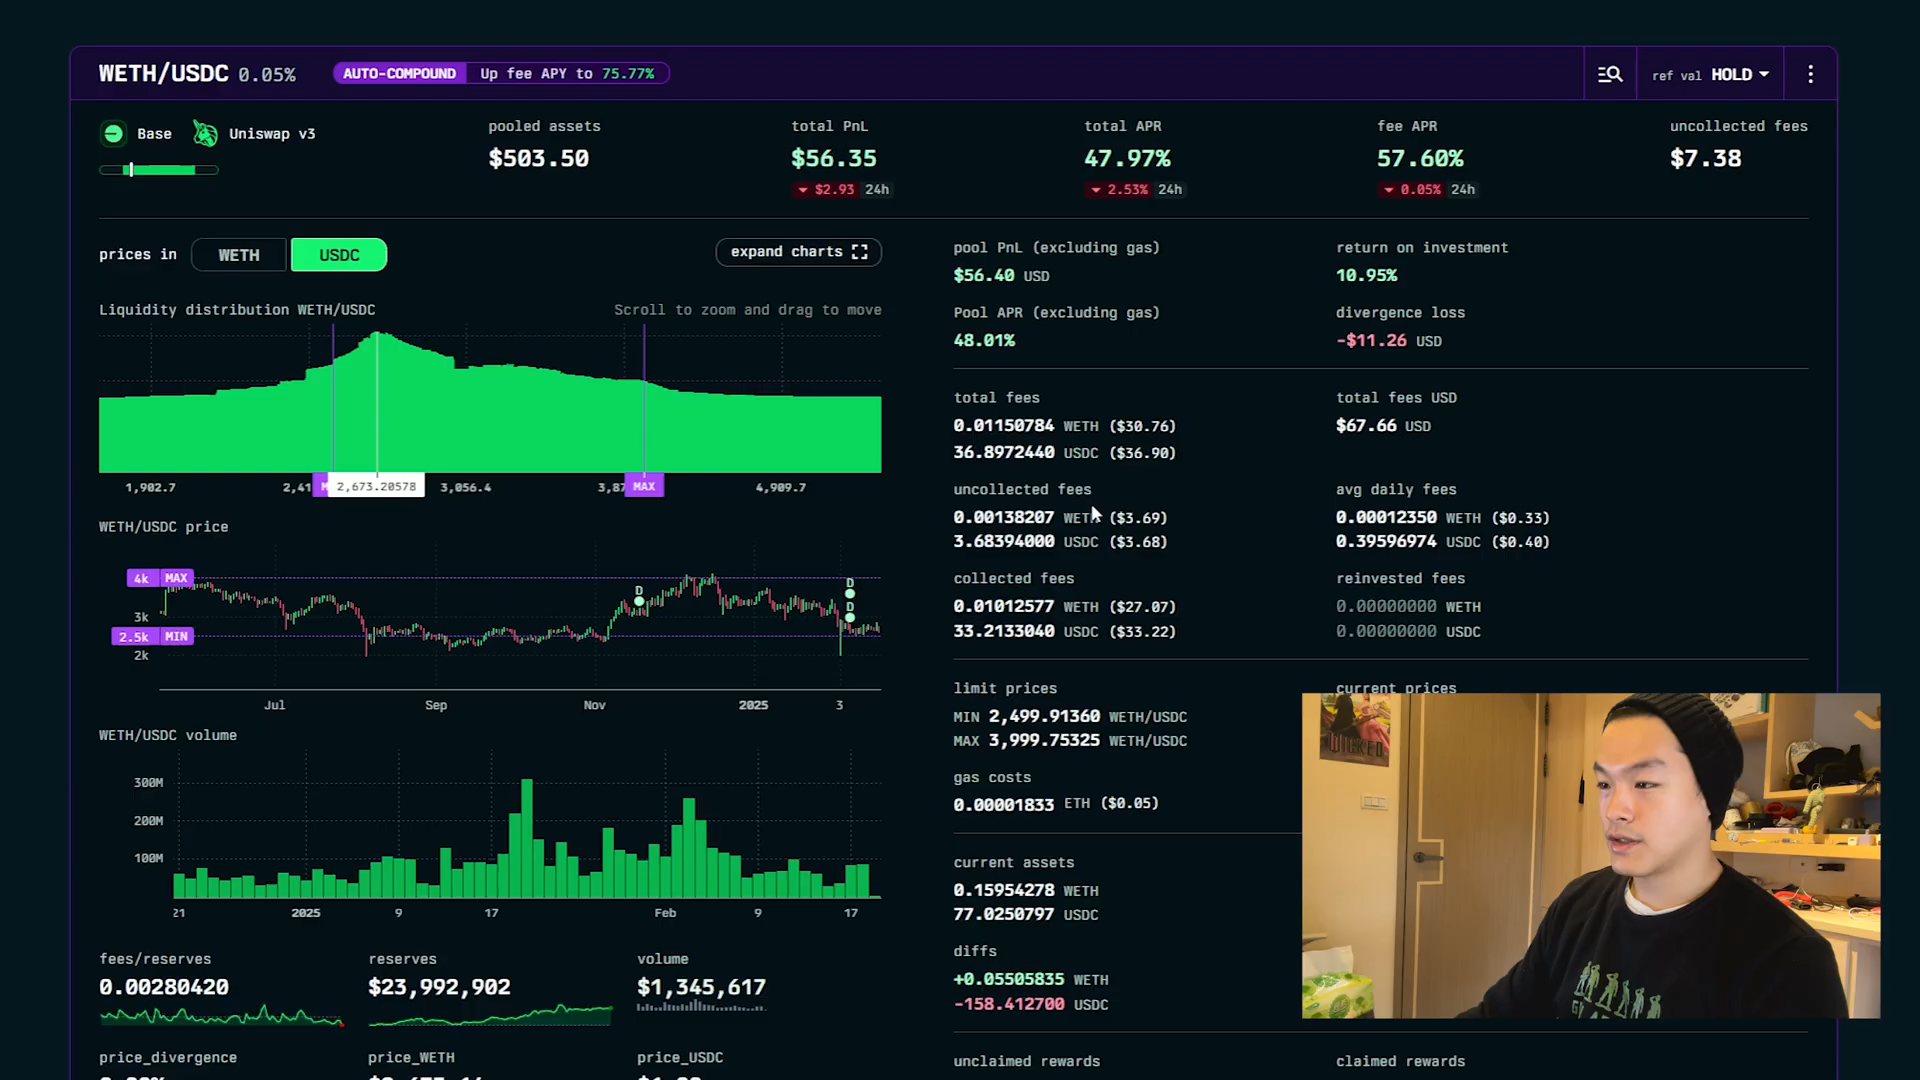 WETH/USDC 0.05%
AUTO-COMPOUND Up fee APY to 75.77%
ref val HOLD
Base Uniswap v3
pooled assets
$503.50
total PnL
$56.35
$2.93 24h
total APR
47.97%
2.53% 24h
fee APR
57.60%
0.05% 24h
uncollected fees
$7.38
prices in WETH USDC
expand charts
Liquidity distribution WETH/USDC
Scroll to zoom and drag to move
1,902.7 2,41 M 2,673.20578 3,056.4 3,87 MAX 4,909.7
WETH/USDC price
4k MAX
3k
2.5k MIN
2k
D
D
D
Jul Sep Nov 2025 3
WETH/USDC volume
300M
200M
100M
21 2025 9 17 Feb 9 17
fees/reserves
0.00280420
reserves
$23,992,902
volume
$1,345,617
price_divergence
price_WETH
price_USDC
pool PnL (excluding gas)
$56.40 USD
return on investment
10.95%
Pool APR (excluding gas)
48.01%
divergence loss
-$11.26 USD
total fees
0.01150784 WETH ($30.76)
36.8972440 USDC ($36.90)
total fees USD
$67.66 USD
uncollected fees
0.00138207 WETH ($3.69)
3.68394000 USDC ($3.68)
avg daily fees
0.00012350 WETH ($0.33)
0.39596974 USDC ($0.40)
collected fees
0.01012577 WETH ($27.07)
33.2133040 USDC ($33.22)
reinvested fees
0.00000000 WETH
0.00000000 USDC
limit prices
MIN 2,499.91360 WETH/USDC
MAX 3,999.75325 WETH/USDC
current prices
gas costs
0.00001833 ETH ($0.05)
current assets
0.15954278 WETH
77.0250797 USDC
diffs
+0.05505835 WETH
-158.412700 USDC
unclaimed rewards
claimed rewards
WICKED